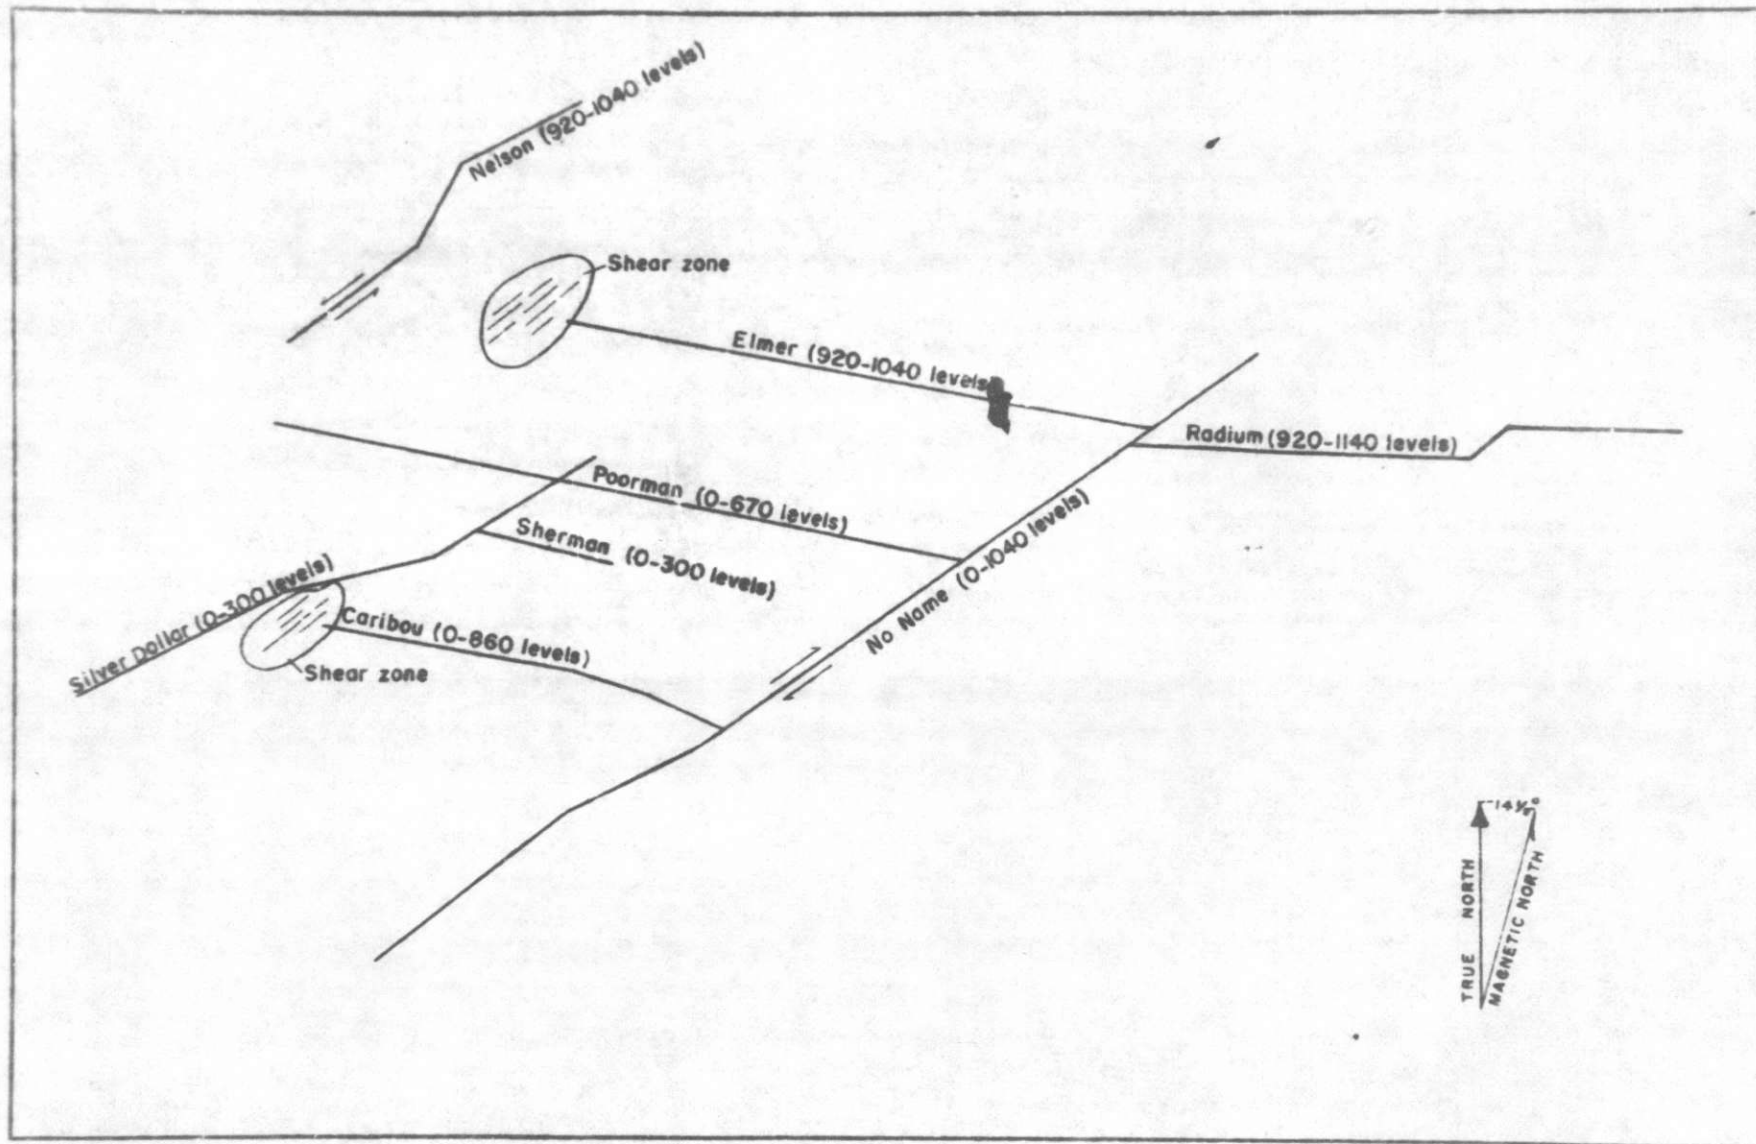 Nelson (920-1040 levels)
Shear zone
Elmer (920-1040 levels)
Radium (920-1140 levels)
Poorman (0-670 levels)
Sherman (0-300 levels)
No Name (0-1040 levels)
Silver Dollar (0-300 levels)
Caribou (0-860 levels)
Shear zone
TRUE NORTH
MAGNETIC NORTH